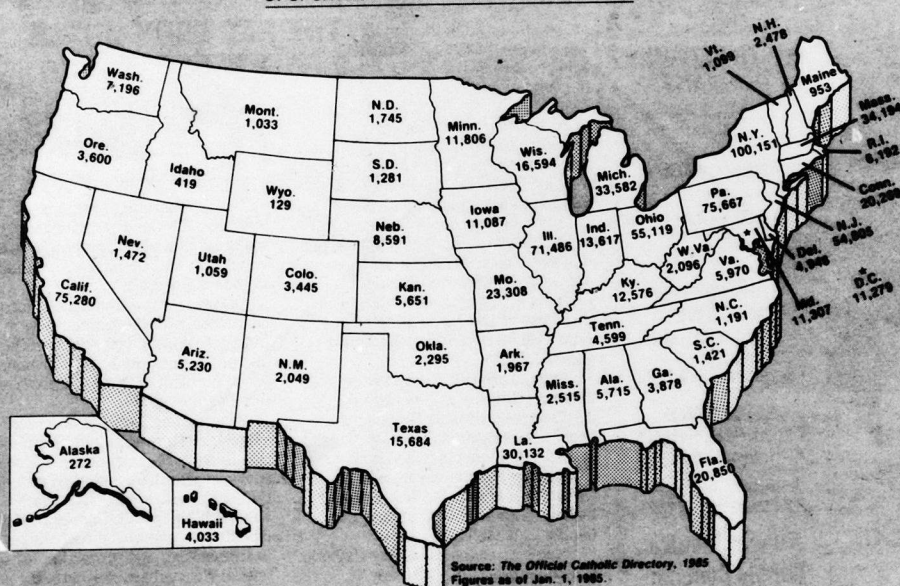 Wash.
7,196
Ore.
3,600
Calif.
75,280
Nev.
1,472
Idaho
419
Mont.
1,033
Wyo.
129
Utah
1,059
Colo.
3,445
Ariz.
5,230
N.M.
2,049
N.D.
1,745
S.D.
1,281
Neb.
8,591
Kan.
5,651
Okla.
2,295
Texas
15,684
Minn.
11,806
Iowa
11,087
Mo.
23,308
Ark.
1,967
La.
30,132
Wis.
16,594
Ill.
71,486
Mich.
33,582
Ind.
13,617
Ohio
55,119
Ky.
12,576
Tenn.
4,599
Miss.
2,515
Ala.
5,715
Ga.
3,878
Fla.
20,850
S.C.
1,421
N.C.
1,191
Va.
5,970
W.Va
2,096
Pa.
75,667
N.Y.
100,151
Vt.
1,099
N.H.
2,478
Maine
953
Mass.
R.I.
Conn.
N.J.
Del.
*
*
D.C.
11,279
Md.
11,307
Alaska
272
Hawaii
4,033
Source: The Official Catholic Directory, 1985
Figures as of Jan. 1, 1985.